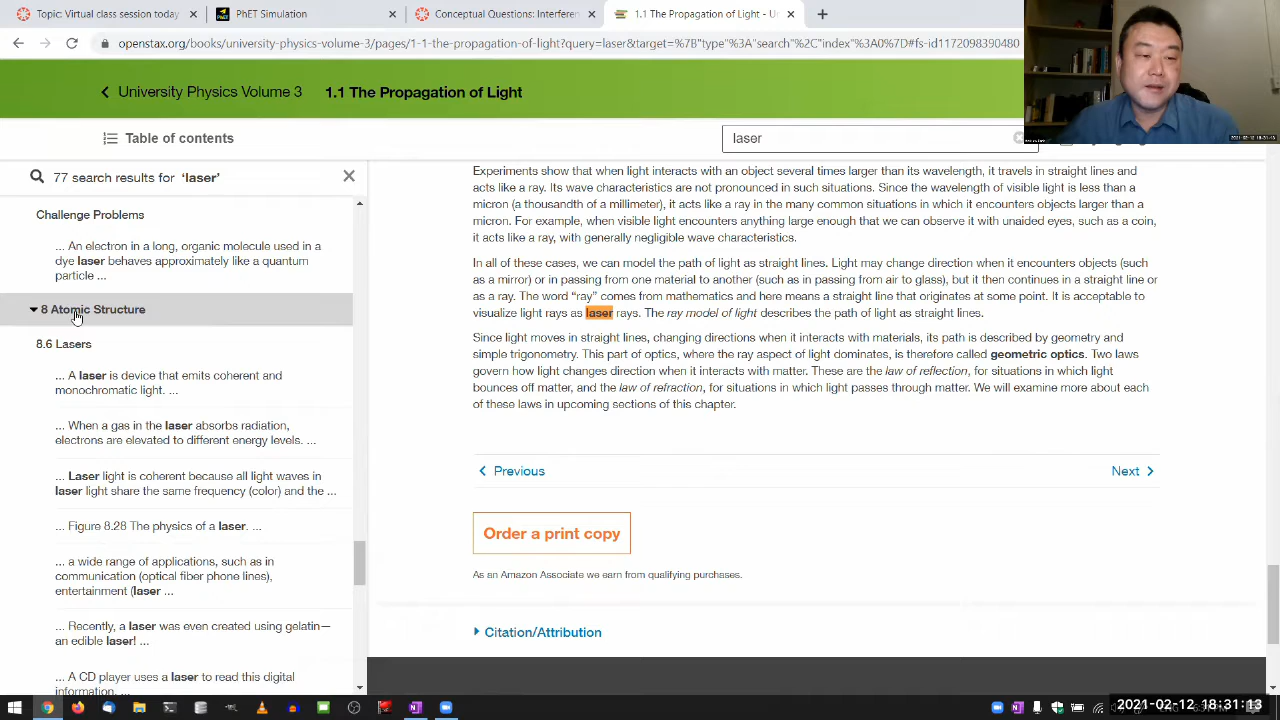 Topic: Virtual class session today
PhET Simulation
Conceptual Questions: Interferen
1.1 The Propagation of Light - Un
openstax.org/books/university-physics-volume-3/pages/1-1-the-propagation-of-light?query=laser&target=%7B"type"%3A"search"%2C"index"%3A0%7D#fs-id1172098390480
University Physics Volume 3
1.1 The Propagation of Light
Table of contents
laser
77 search results for ‘laser’
Challenge Problems
... An electron in a long, organic molecule used in a
dye laser behaves approximately like a quantum
particle ...
8 Atomic Structure
8.6 Lasers
... A laser is device that emits coherent and
monochromatic light. ...
... When a gas in the laser absorbs radiation,
electrons are elevated to different energy levels. ...
... Laser light is coherent because all light waves in
laser light share the same frequency (color) and the ...
... Figure 8.28 The physics of a laser. ...
... a wide range of applications, such as in
communication (optical fiber phone lines),
entertainment (laser ...
... Recently, a laser was even created using gelatin—
an edible laser! ...
... A CD player uses a laser to read this digital
information. ...
Experiments show that when light interacts with an object several times larger than its wavelength, it travels in straight lines and
acts like a ray. Its wave characteristics are not pronounced in such situations. Since the wavelength of visible light is less than a
micron (a thousandth of a millimeter), it acts like a ray in the many common situations in which it encounters objects larger than a
micron. For example, when visible light encounters anything large enough that we can observe it with unaided eyes, such as a coin,
it acts like a ray, with generally negligible wave characteristics.
In all of these cases, we can model the path of light as straight lines. Light may change direction when it encounters objects (such
as a mirror) or in passing from one material to another (such as in passing from air to glass), but it then continues in a straight line or
as a ray. The word “ray” comes from mathematics and here means a straight line that originates at some point. It is acceptable to
visualize light rays as laser rays. The ray model of light describes the path of light as straight lines.
Since light moves in straight lines, changing directions when it interacts with materials, its path is described by geometry and
simple trigonometry. This part of optics, where the ray aspect of light dominates, is therefore called geometric optics. Two laws
govern how light changes direction when it interacts with matter. These are the law of reflection, for situations in which light
bounces off matter, and the law of refraction, for situations in which light passes through matter. We will examine more about each
of these laws in upcoming sections of this chapter.
Previous
Next
Order a print copy
As an Amazon Associate we earn from qualifying purchases.
Citation/Attribution
2021-02-12 18:31:13
2021-02-12 18:31:13